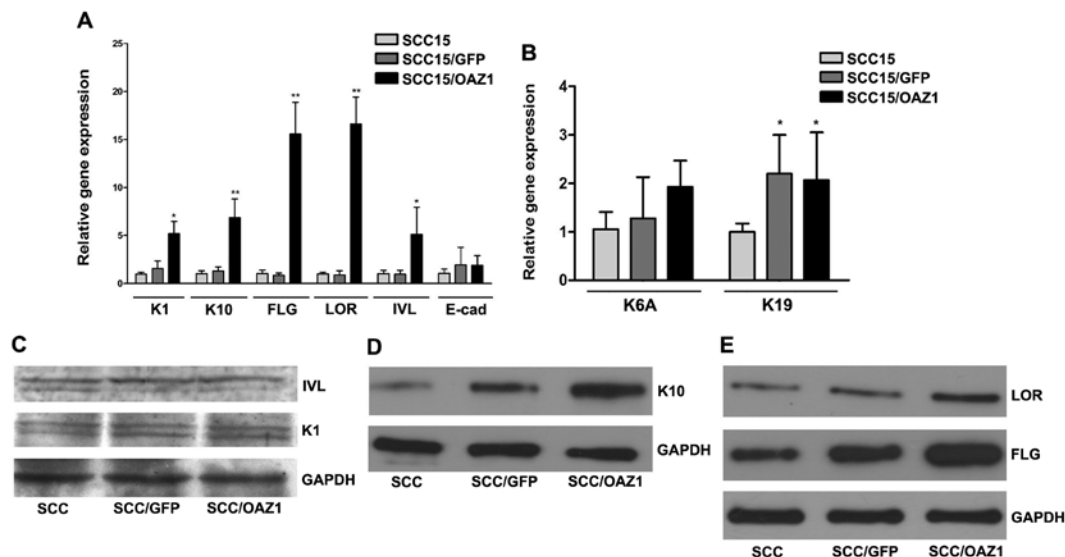 A
SCC15
SCC15/GFP
SCC15/OAZ1
Relative gene expression
25
20
15
10
5
0
*
**
**
**
*
K1 K10 FLG LOR IVL E-cad
B
SCC15
SCC15/GFP
SCC15/OAZ1
Relative gene expression
4
3
2
1
0
* *
K6A K19
C
IVL
K1
GAPDH
SCC SCC/GFP SCC/OAZ1
D
K10
GAPDH
SCC SCC/GFP SCC/OAZ1
E
LOR
FLG
GAPDH
SCC SCC/GFP SCC/OAZ1